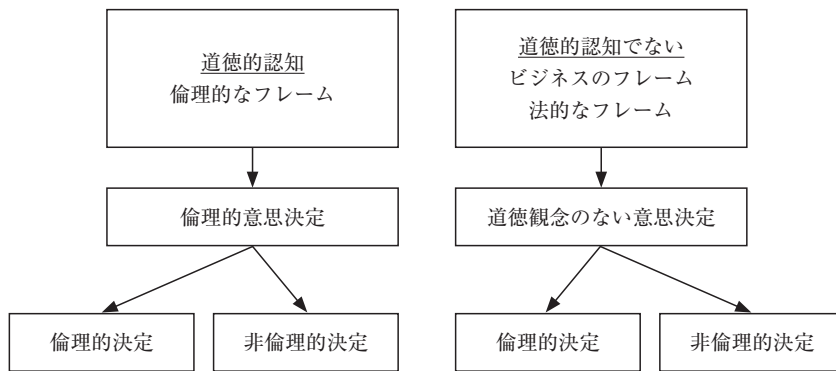 道徳的認知
倫理的なフレーム
道徳的認知でない
ビジネスのフレーム
法的なフレーム
倫理的意思決定
道徳観念のない意思決定
倫理的決定
非倫理的決定
倫理的決定
非倫理的決定